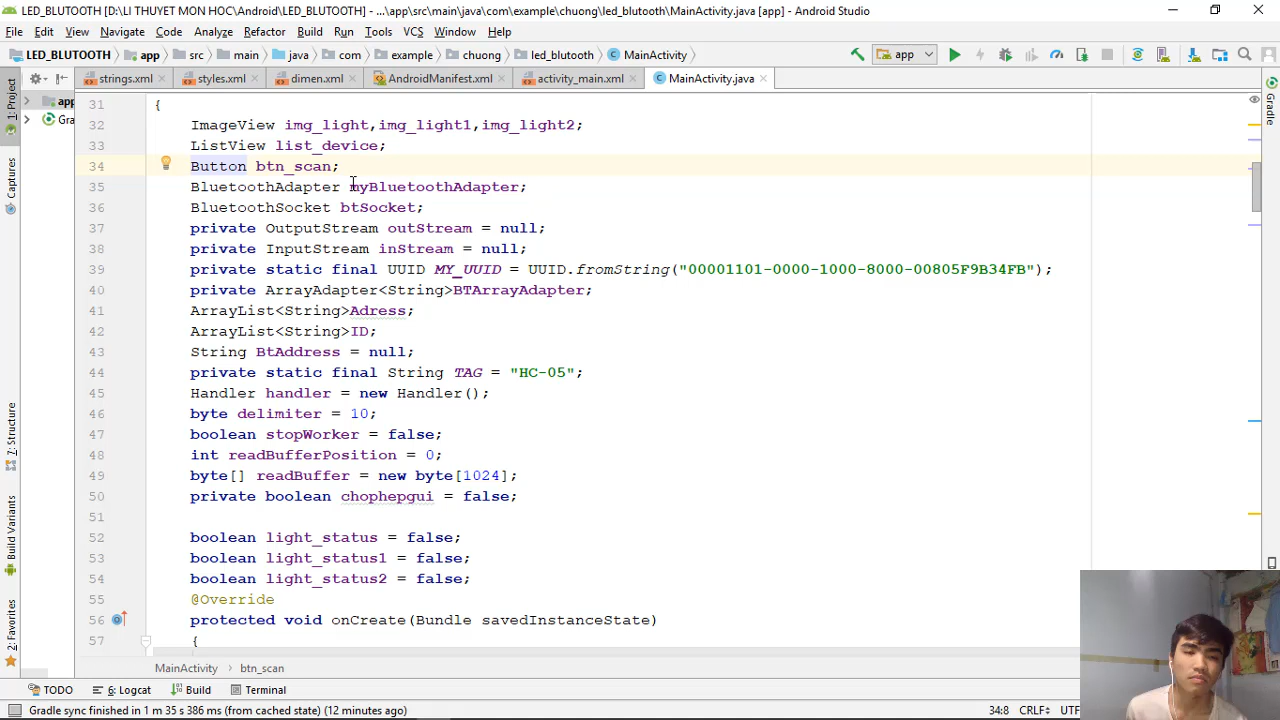 LED_BLUTOOTH [D:\LI THUYET MON HOC\Android\LED_BLUTOOTH] - ...\app\src\main\java\com\example\chuong\led_blutooth\MainActivity.java [app] - Android Studio
File Edit View Navigate Code Analyze Refactor Build Run Tools VCS Window Help
LED_BLUTOOTH app src main java com example chuong led_blutooth MainActivity app
strings.xml styles.xml dimen.xml AndroidManifest.xml activity_main.xml MainActivity.java
1: Project
app
Gra
Captures
7: Structure
Build Variants
2: Favorites
Gradle
31 {
32 ImageView img_light,img_light1,img_light2;
33 ListView list_device;
34 Button btn_scan;
35 BluetoothAdapter myBluetoothAdapter;
36 BluetoothSocket btSocket;
37 private OutputStream outStream = null;
38 private InputStream inStream = null;
39 private static final UUID MY_UUID = UUID.fromString("00001101-0000-1000-8000-00805F9B34FB");
40 private ArrayAdapter<String>BTArrayAdapter;
41 ArrayList<String>Adress;
42 ArrayList<String>ID;
43 String BtAddress = null;
44 private static final String TAG = "HC-05";
45 Handler handler = new Handler();
46 byte delimiter = 10;
47 boolean stopWorker = false;
48 int readBufferPosition = 0;
49 byte[] readBuffer = new byte[1024];
50 private boolean chophepgui = false;
51
52 boolean light_status = false;
53 boolean light_status1 = false;
54 boolean light_status2 = false;
55 @Override
56 protected void onCreate(Bundle savedInstanceState)
57 {
MainActivity btn_scan
TODO 6: Logcat Build Terminal
Gradle sync finished in 1 m 35 s 386 ms (from cached state) (12 minutes ago) 34:8 CRLF UTF